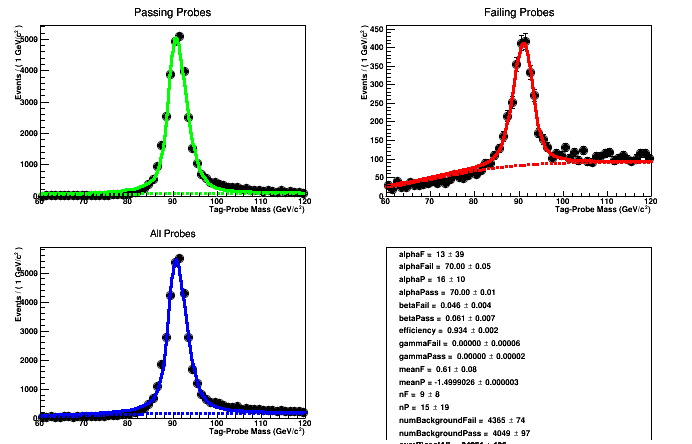 Passing Probes
Events / ( 1 GeV/c² )
5000
4000
3000
2000
1000
0
60 70 80 90 100 110 120
Tag-Probe Mass (GeV/c²)
Failing Probes
Events / ( 1 GeV/c² )
450
400
350
300
250
200
150
100
50
0
60 70 80 90 100 110 120
Tag-Probe Mass (GeV/c²)
All Probes
Events / ( 1 GeV/c² )
5000
4000
3000
2000
1000
0
60 70 80 90 100 110 120
Tag-Probe Mass (GeV/c²)
alphaF = 13 ± 39
alphaFail = 70.00 ± 0.05
alphaP = 16 ± 10
alphaPass = 70.00 ± 0.01
betaFail = 0.046 ± 0.004
betaPass = 0.061 ± 0.007
efficiency = 0.934 ± 0.002
gammaFail = 0.00000 ± 0.00006
gammaPass = 0.00000 ± 0.00002
meanF = 0.61 ± 0.08
meanP = -1.4999026 ± 0.000003
nF = 9 ± 8
nP = 15 ± 19
numBackgroundFail = 4365 ± 74
numBackgroundPass = 4049 ± 97